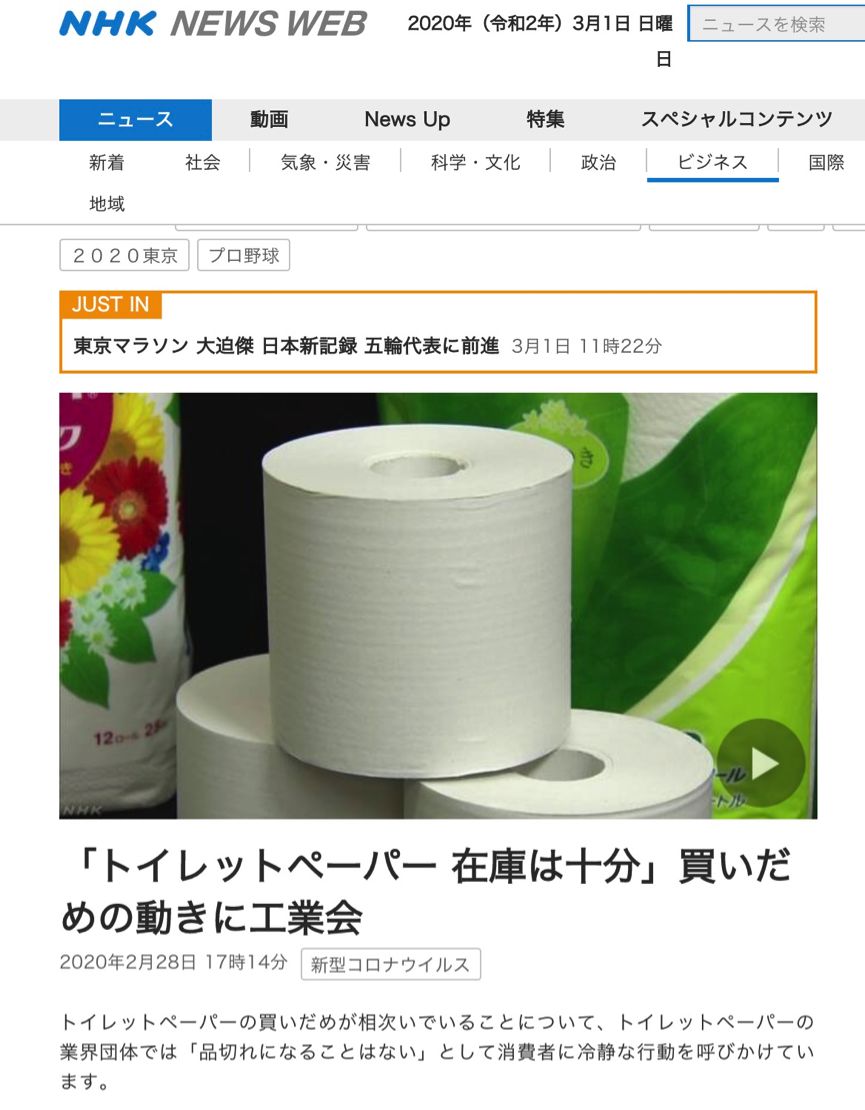 NHK NEWS WEB
2020年（令和2年）3月1日 日曜
日
ニュースを検索
ニュース 動画 News Up 特集 スペシャルコンテンツ
新着 社会 気象・災害 科学・文化 政治 ビジネス 国際
地域
２０２０東京 プロ野球
JUST IN
東京マラソン 大迫傑 日本新記録 五輪代表に前進 3月1日 11時22分
12ロール
NHK
「トイレットペーパー 在庫は十分」買いだ
めの動きに工業会
2020年2月28日 17時14分 新型コロナウイルス
トイレットペーパーの買いだめが相次いでいることについて、トイレットペーパーの
業界団体では「品切れになることはない」として消費者に冷静な行動を呼びかけてい
ます。